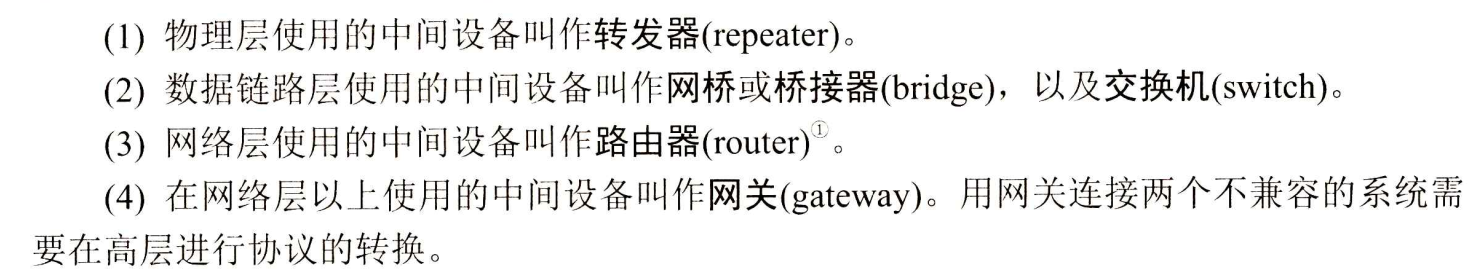 (1) 物理层使用的中间设备叫作转发器(repeater)。
(2) 数据链路层使用的中间设备叫作网桥或桥接器(bridge)，以及交换机(switch)。
(3) 网络层使用的中间设备叫作路由器(router)①。
(4) 在网络层以上使用的中间设备叫作网关(gateway)。用网关连接两个不兼容的系统需
要在高层进行协议的转换。